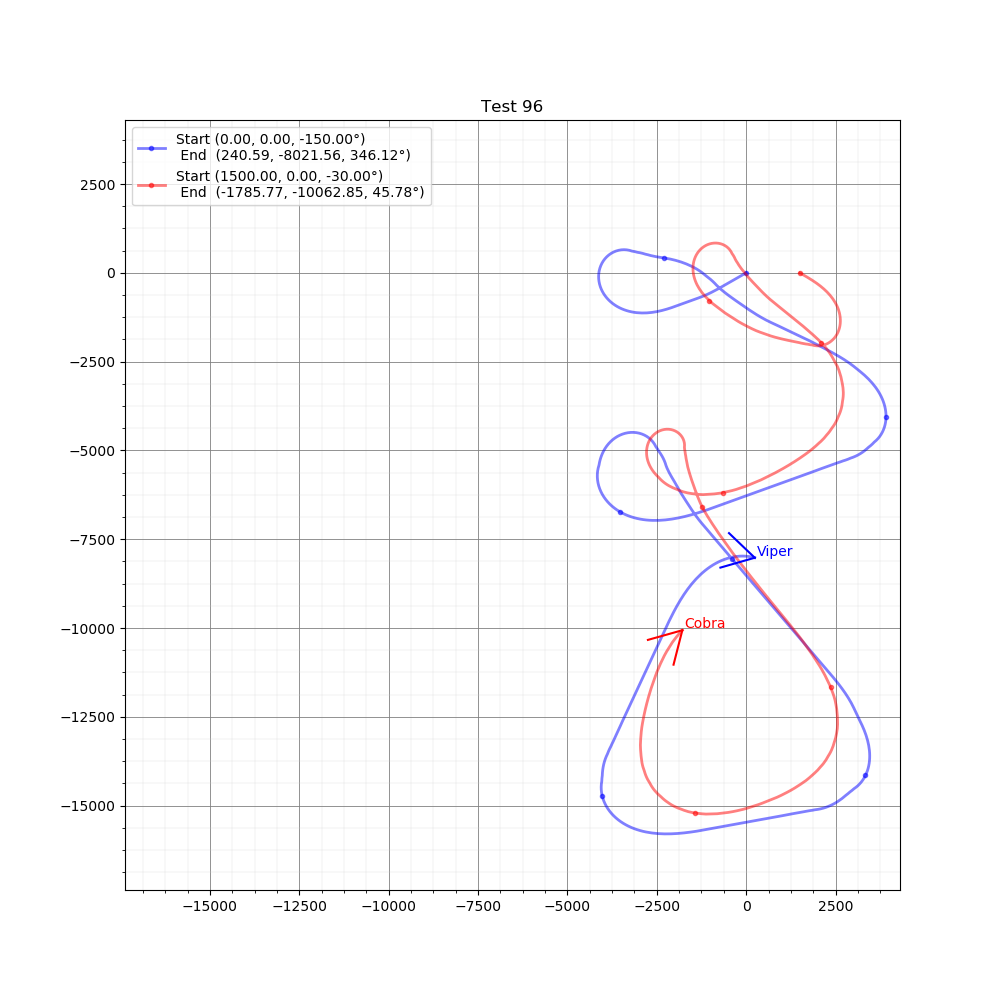 Test 96
Start (0.00, 0.00, -150.00°)
End (240.59, -8021.56, 346.12°)
Start (1500.00, 0.00, -30.00°)
End (-1785.77, -10062.85, 45.78°)
2500
0
−2500
−5000
−7500
−10000
−12500
−15000
Viper
Cobra
−15000 −12500 −10000 −7500 −5000 −2500 0 2500